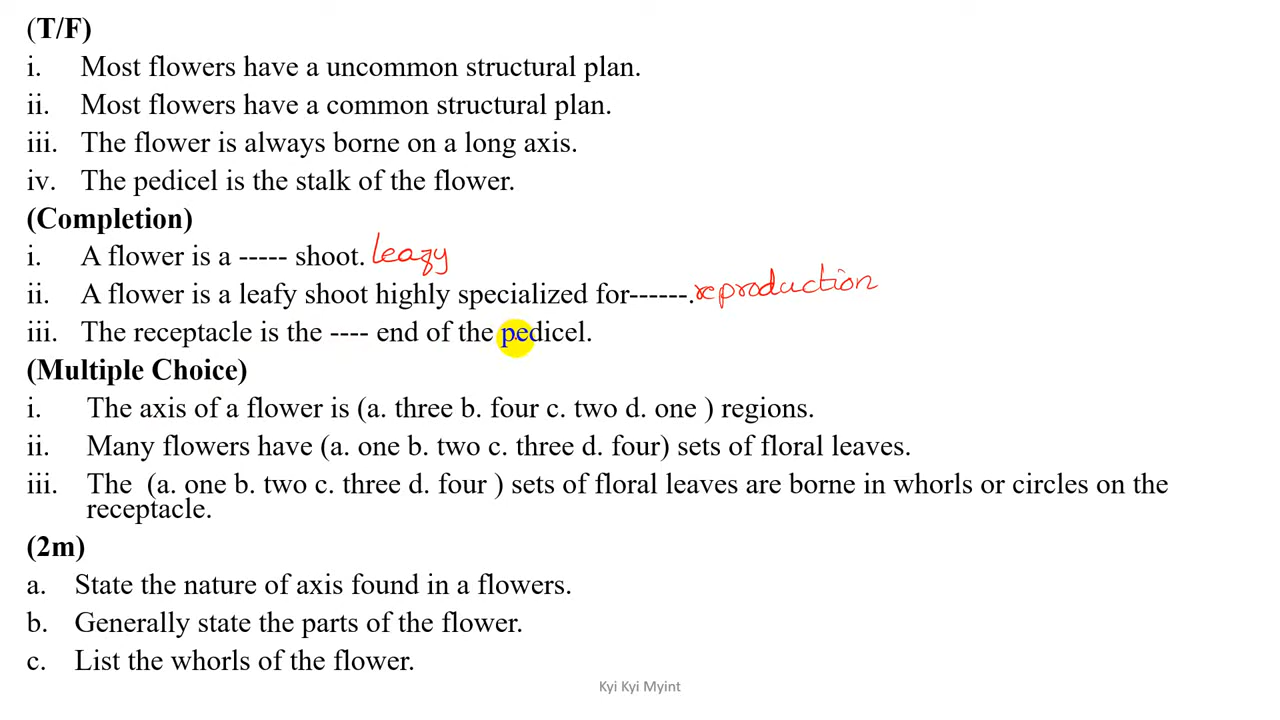 (T/F)
i. Most flowers have a uncommon structural plan.
ii. Most flowers have a common structural plan.
iii. The flower is always borne on a long axis.
iv. The pedicel is the stalk of the flower.
(Completion)
i. A flower is a ----- shoot. leafy
ii. A flower is a leafy shoot highly specialized for------. reproduction
iii. The receptacle is the ---- end of the pedicel.
(Multiple Choice)
i. The axis of a flower is (a. three b. four c. two d. one ) regions.
ii. Many flowers have (a. one b. two c. three d. four) sets of floral leaves.
iii. The (a. one b. two c. three d. four ) sets of floral leaves are borne in whorls or circles on the
receptacle.
(2m)
a. State the nature of axis found in a flowers.
b. Generally state the parts of the flower.
c. List the whorls of the flower.
Kyi Kyi Myint